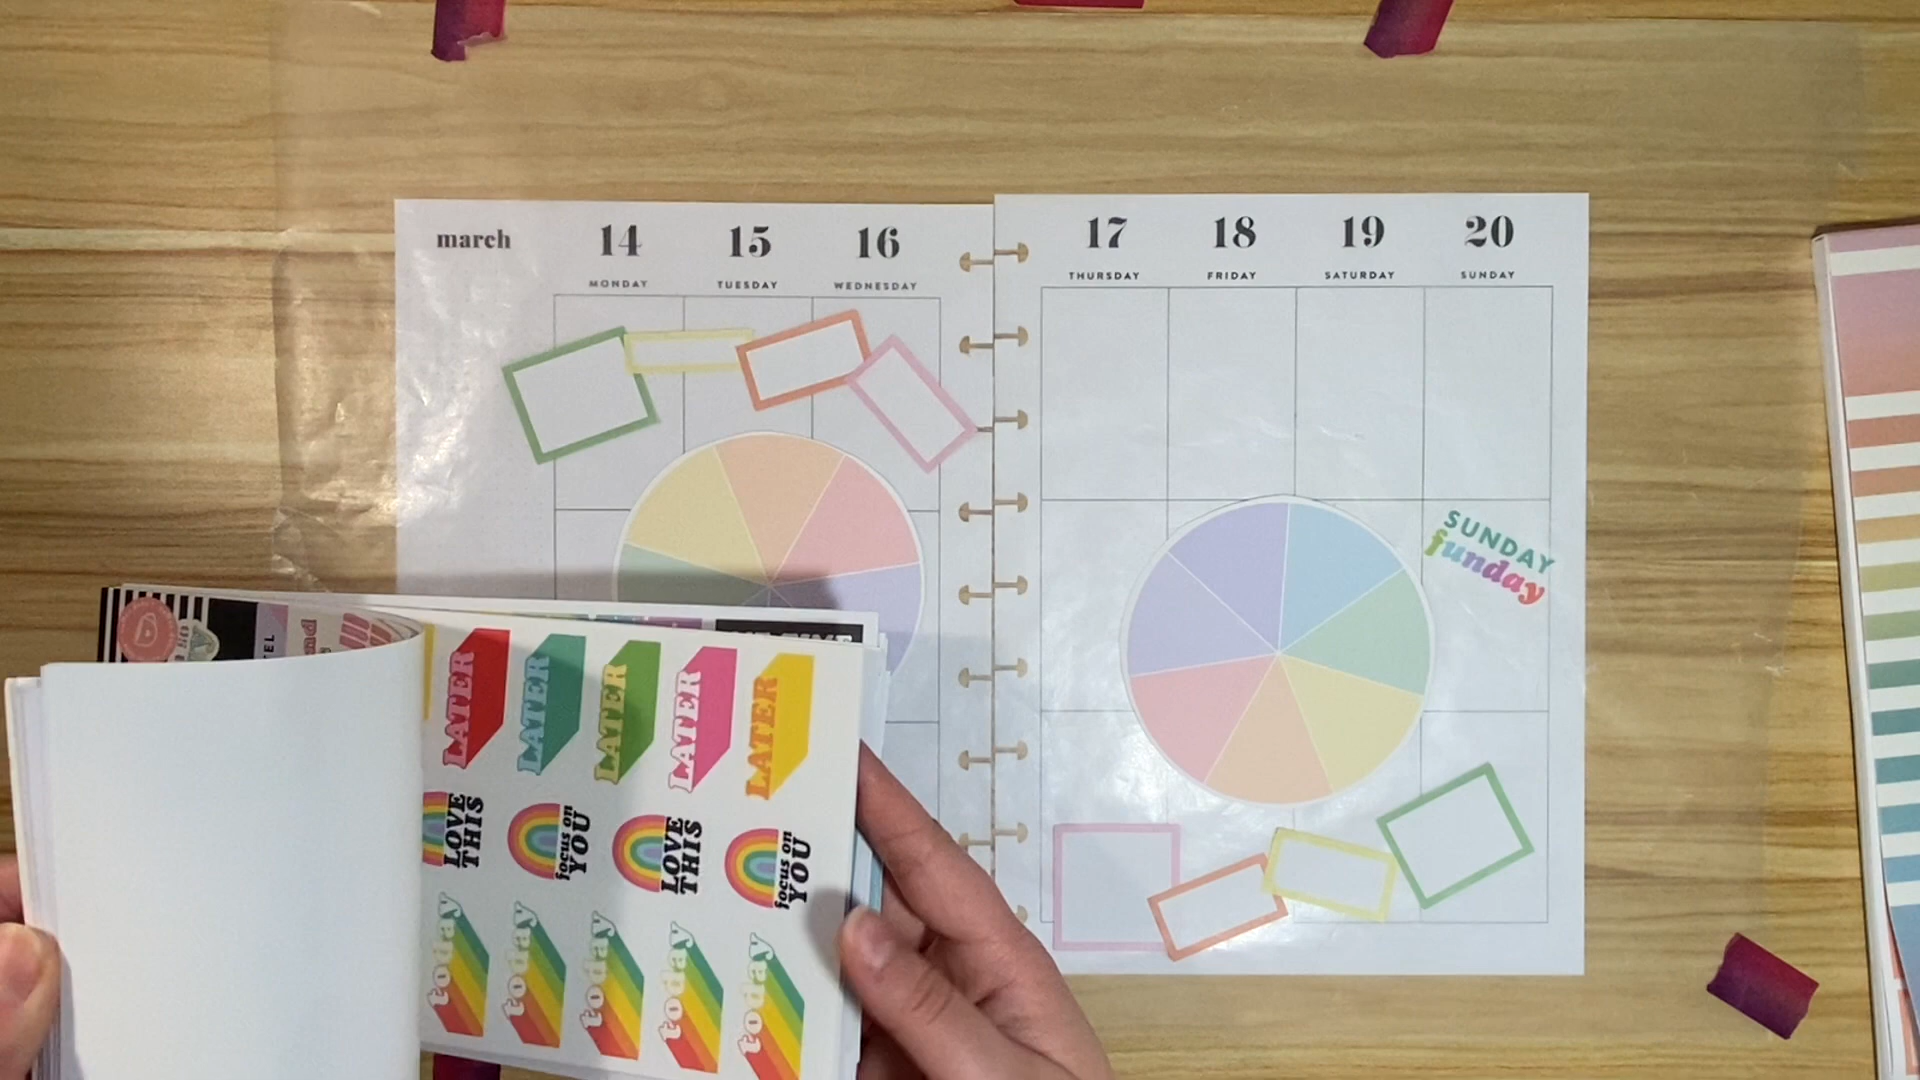 march
14
15
16
17
18
19
20
MONDAY
TUESDAY
WEDNESDAY
THURSDAY
FRIDAY
SATURDAY
SUNDAY
SUNDAY
funday
LATER
LATER
LATER
LATER
LATER
LOVE
THIS
focus on
YOU
LOVE
THIS
focus on
YOU
today
today
today
today
today